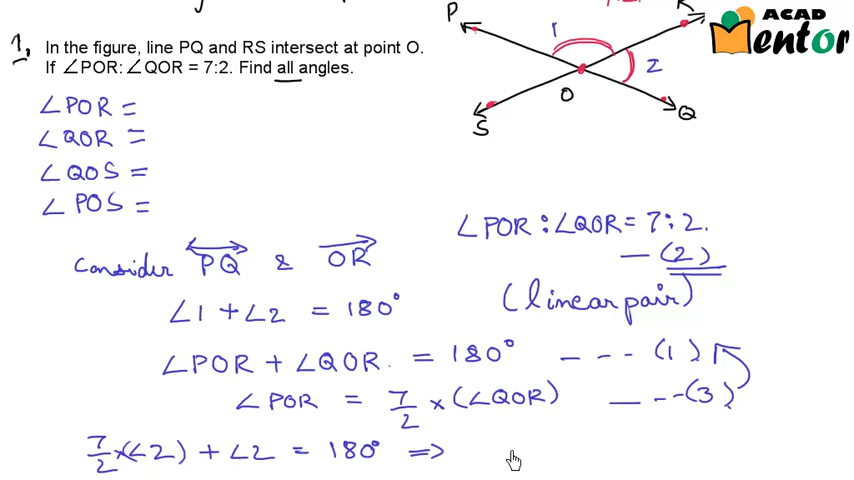 P
R
1
2
O
S
Q
ACAD
Mentor
1. In the figure, line PQ and RS intersect at point O.
If ∠POR: ∠QOR = 7:2. Find all angles.
∠POR =
∠QOR =
∠QOS =
∠POS =
∠POR : ∠QOR = 7 : 2.
— (2)
Consider PQ & OR
(linear pair)
∠1 + ∠2 = 180°
∠POR + ∠QOR. = 180° - - - (1)
∠POR = 7/2 × (∠QOR) — - - (3)
7/2 × (∠2) + ∠2 = 180° ⇒